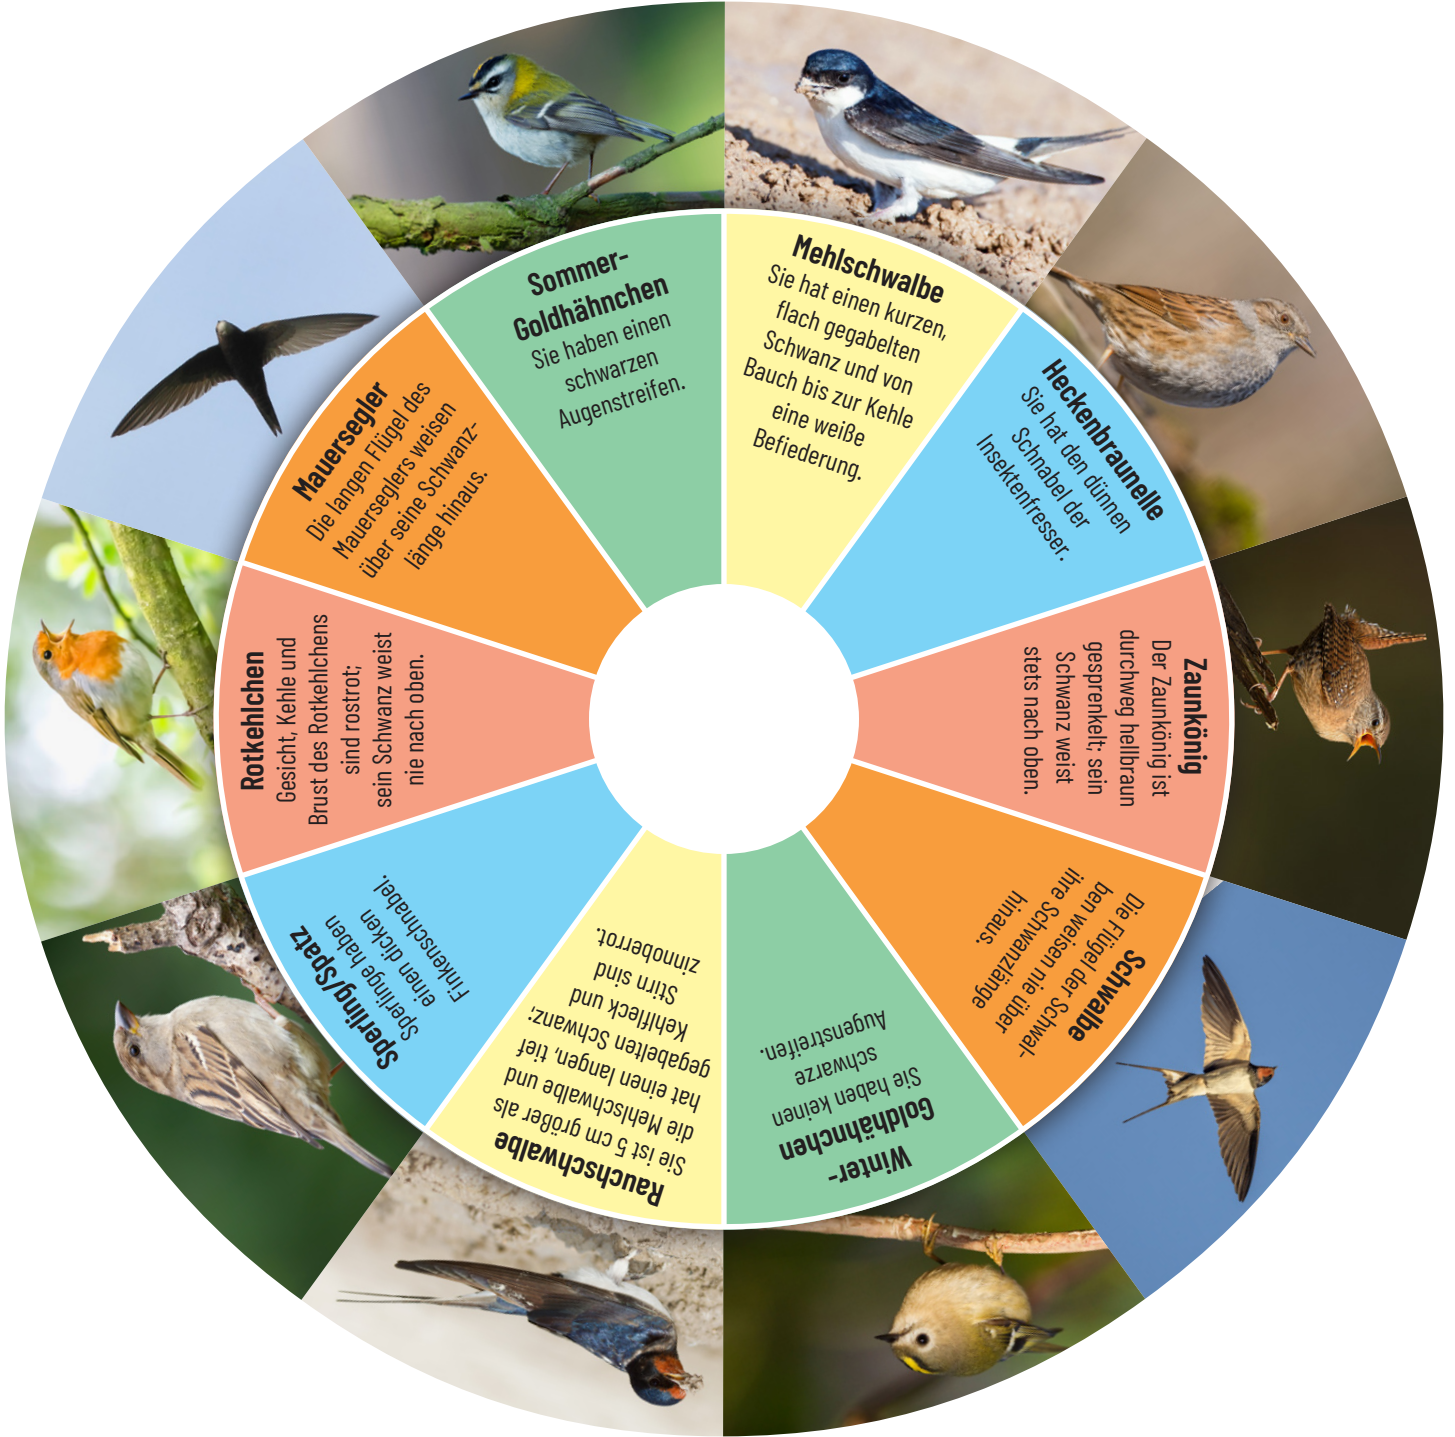 Mehlschwalbe
Sie hat einen kurzen,
flach gegabelten
Schwanz und von
Bauch bis zur Kehle
eine weiße
Befiederung.
Heckenbraunelle
Sie hat den dünnen
Schnabel der
Insektenfresser.
Zaunkönig
Der Zaunkönig ist
durchweg hellbraun
gesprenkelt; sein
Schwanz weist
stets nach oben.
Schwalbe
Die Flügel der Schwal-
ben weisen nie über
ihre Schwanzlänge
hinaus.
Winter-
Goldhähnchen
Sie haben keinen
schwarze
Augenstreifen.
Rauchschwalbe
Sie ist 5 cm größer als
die Mehlschwalbe und
hat einen langen, tief
gegabelten Schwanz;
Kehlfleck und
Stirn sind
zinnoberrot.
Sperling/Spatz
Sperlinge haben
einen dicken
Finkenschnabel.
Rotkehlchen
Gesicht, Kehle und
Brust des Rotkehlchens
sind rostrot;
sein Schwanz weist
nie nach oben.
Mauersegler
Die langen Flügel des
Mauerseglers weisen
über seine Schwanz-
länge hinaus.
Sommer-
Goldhähnchen
Sie haben einen
schwarzen
Augenstreifen.